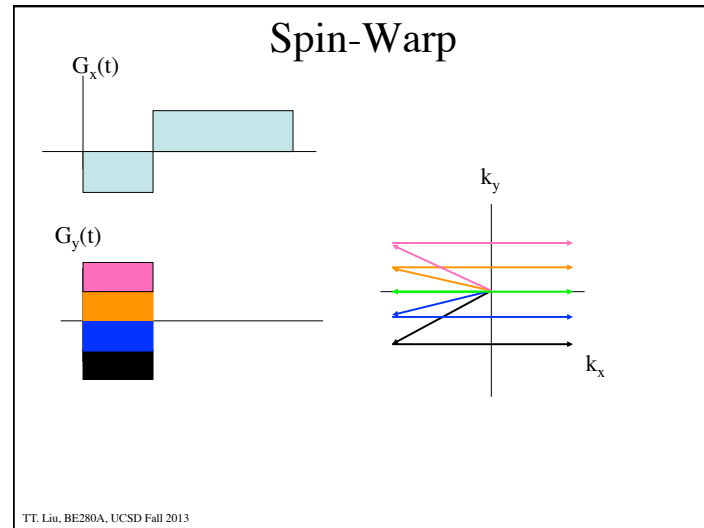 Spin-Warp
Gx(t)
ky
Gy(t)
kx
TT. Liu, BE280A, UCSD Fall 2013